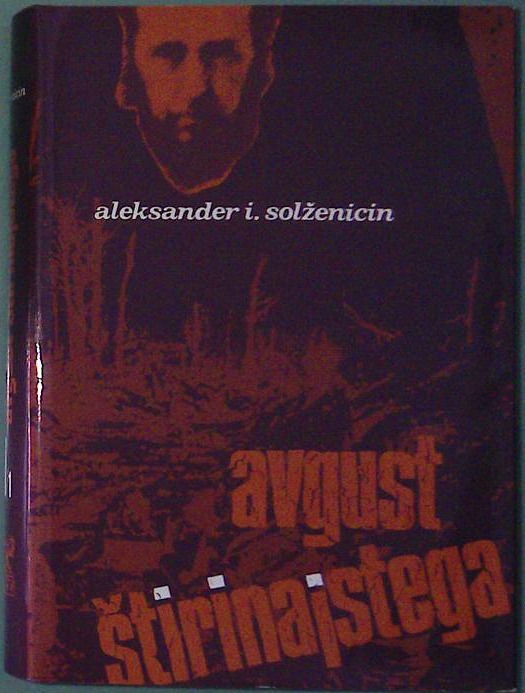 aleksander i. solženicin
avgust
štirinajstega